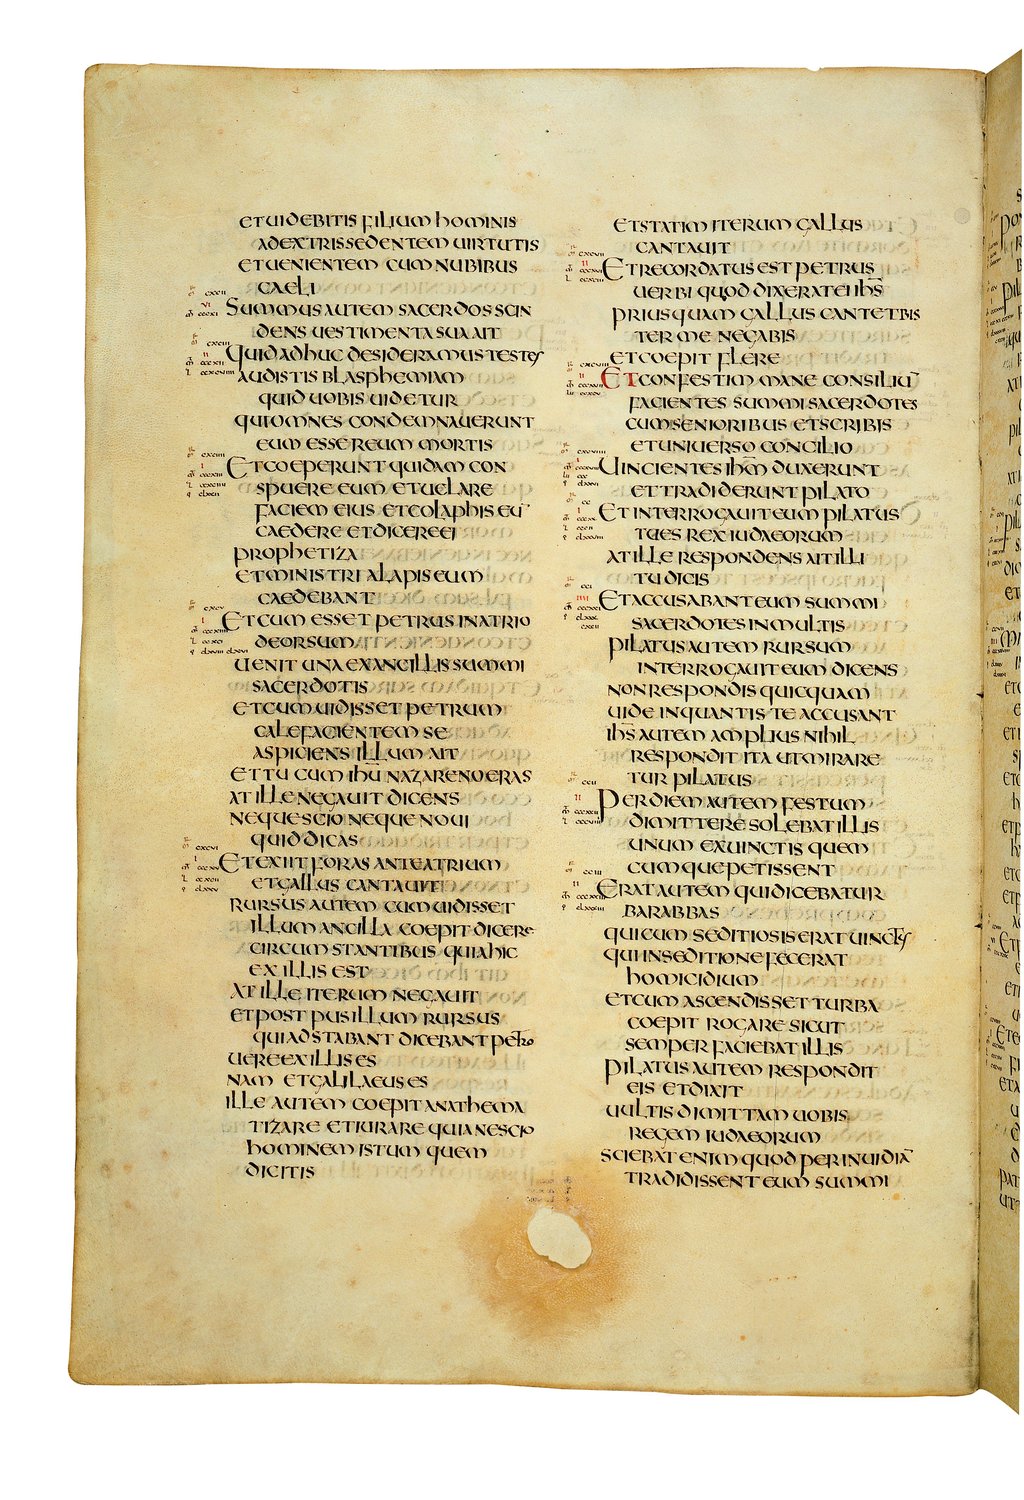 ETUIDEBITIS FILIUM HOMINIS
ADEXTRIS SEDENTEM UIRTUTIS
ET UENIENTEM CUM NUBIBUS
CAELI
SUMMUS AUTEM SACERDOS SCIN
DENS UESTIMENTA SUA AIT
QUID ADHUC DESIDERAMUS TESTES
AUDISTIS BLASPHEMIAM
QUID UOBIS UIDETUR
QUI OMNES CONDEMNAUERUNT
EUM ESSE REUM MORTIS
ET COEPERUNT QUIDAM CON
SPUERE EUM ET UELARE
FACIEM EIUS ET COLAPHIS EU
CAEDERE ET DICERE EI
PROPHETIZA
ET MINISTRI ALAPIS EUM
CAEDEBANT
ET CUM ESSET PETRUS IN ATRIO
DEORSUM
UENIT UNA EX ANCILLIS SUMMI
SACERDOTIS
ET CUM UIDISSET PETRUM
CALEFACIENTEM SE
ASPICIENS ILLUM AIT
ET TU CUM IHU NAZARENO ERAS
AT ILLE NEGAUIT DICENS
NEQUE SCIO NEQUE NOUI
QUID DICAS
ET EXIIT FORAS ANTE ATRIUM
ET GALLUS CANTAUIT
RURSUS AUTEM CUM UIDISSET
ILLUM ANCILLA COEPIT DICERE
CIRCUM STANTIBUS QUIA HIC
EX ILLIS EST
AT ILLE ITERUM NEGAUIT
ET POST PUSILLUM RURSUS
QUI ADSTABANT DICEBANT PETRO
UERE EX ILLIS ES
NAM ET GALILAEUS ES
ILLE AUTEM COEPIT ANATHEMA
TIZARE ET IURARE QUIA NESCIO
HOMINEM ISTUM QUEM
DICITIS
ET STATIM ITERUM GALLUS
CANTAUIT
ET RECORDATUS EST PETRUS
UERBI QUOD DIXERAT EI IHS
PRIUS QUAM GALLUS CANTET BIS
TER ME NEGABIS
ET COEPIT FLERE
ET CONFESTIM MANE CONSILIU
FACIENTES SUMMI SACERDOTES
CUM SENIORIBUS ET SCRIBIS
ET UNIUERSO CONCILIO
UINCIENTES IHM DUXERUNT
ET TRADIDERUNT PILATO
ET INTERROGAUIT EUM PILATUS
TU ES REX IUDAEORUM
AT ILLE RESPONDENS AIT ILLI
TU DICIS
ET ACCUSABANT EUM SUMMI
SACERDOTES IN MULTIS
PILATUS AUTEM RURSUM
INTERROGAUIT EUM DICENS
NON RESPONDIS QUICQUAM
UIDE IN QUANTIS TE ACCUSANT
IHS AUTEM AMPLIUS NIHIL
RESPONDIT ITA UT MIRARE
TUR PILATUS
PER DIEM AUTEM FESTUM
DIMITTERE SOLEBAT ILLIS
UNUM EX UINCTIS QUEM
CUMQUE PETISSENT
ERAT AUTEM QUI DICEBATUR
BARABBAS
QUI CUM SEDITIOSIS ERAT UINCTUS
QUI IN SEDITIONE FECERAT
HOMICIDIUM
ET CUM ASCENDISSET TURBA
COEPIT ROGARE SICUT
SEMPER FACIEBAT ILLIS
PILATUS AUTEM RESPONDIT
EIS ET DIXIT
UULTIS DIMITTAM UOBIS
REGEM IUDAEORUM
SCIEBAT ENIM QUOD PER INUIDIA
TRADIDISSENT EUM SUMMI